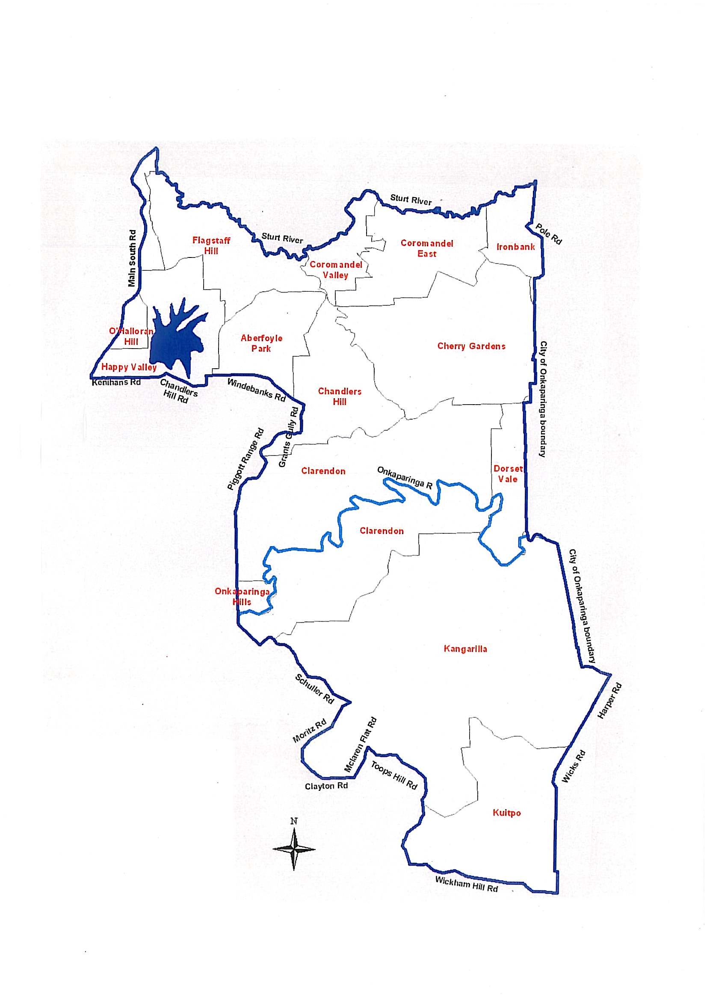 Sturt River
Pole Rd
Main South Rd
Flagstaff
Hill
Sturt River
Coromandel
East
Ironbank
Coromandel
Valley
O'Halloran
Hill
Aberfoyle
Park
Cherry Gardens
City of Onkaparinga boundary
Happy Valley
Kenihans Rd
Chandlers
Hill Rd
Windebanks Rd
Chandlers
Hill
Grants Gully Rd
Piggott Range Rd
Clarendon
Onkaparinga R
Dorset
Vale
Clarendon
City of Onkaparinga boundary
Onkaparinga
Hills
Kangarilla
Schuller Rd
Harper Rd
Moritz Rd
Mclaren Flat Rd
Toops Hill Rd
Wicks Rd
Clayton Rd
Kuitpo
N
Wickham Hill Rd